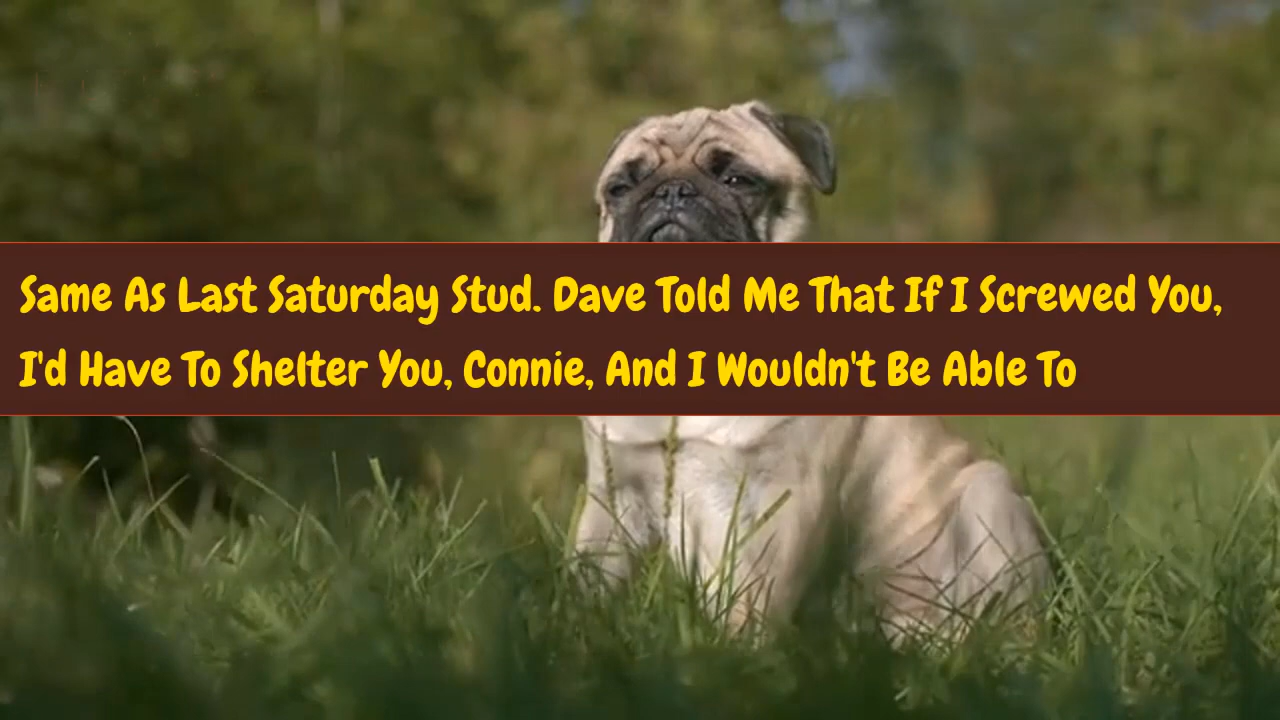 Same As Last Saturday Stud. Dave Told Me That If I Screwed You,
I'd Have To Shelter You, Connie, And I Wouldn't Be Able To